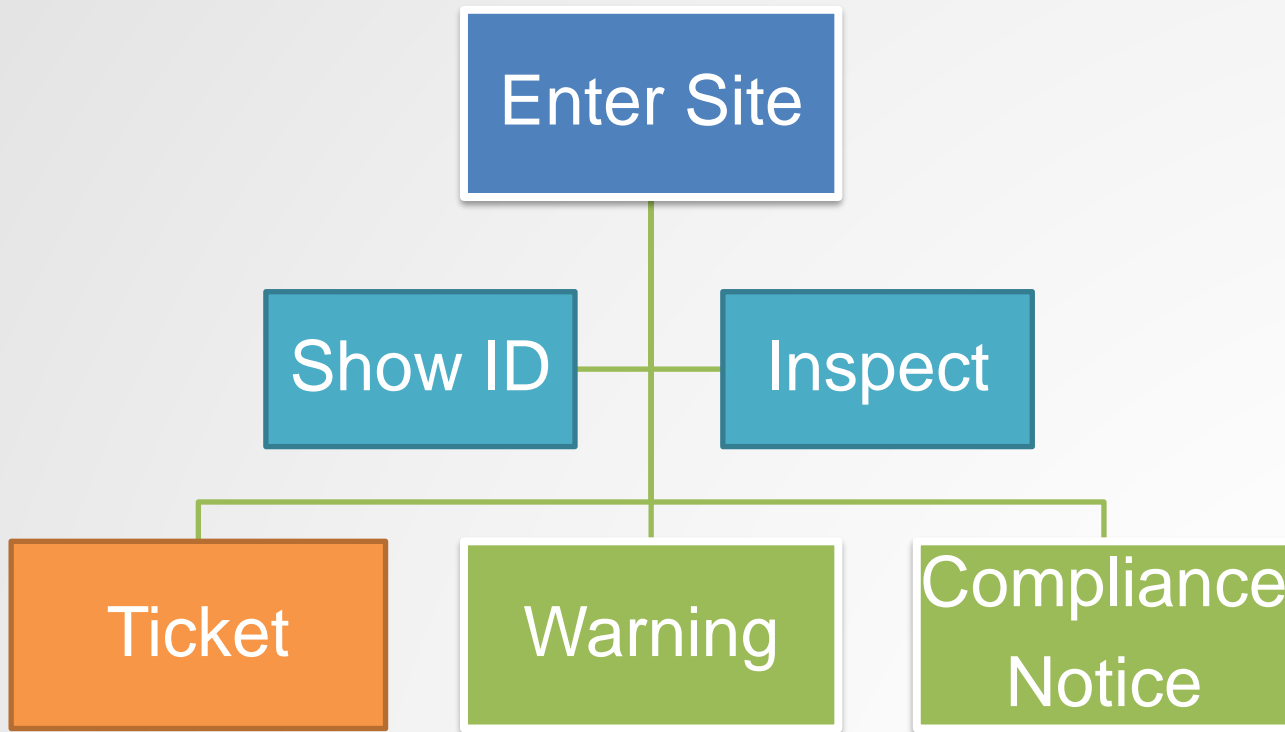 Enter Site
Show ID
Inspect
Ticket
Warning
Compliance
Notice